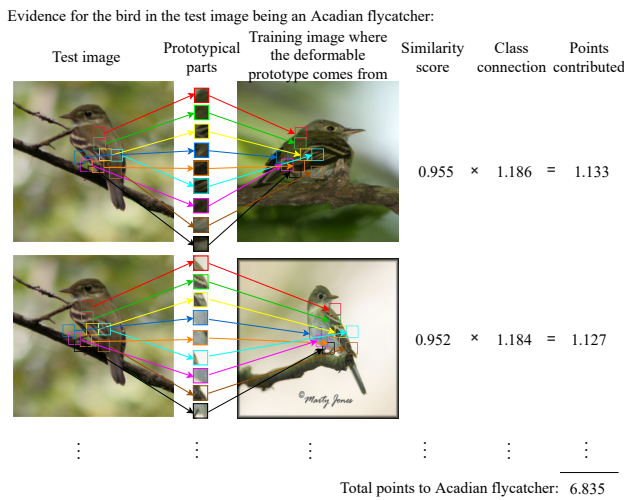 Evidence for the bird in the test image being an Acadian flycatcher:
Test image
Prototypical
parts
Training image where
the deformable
prototype comes from
Similarity
score
Class
connection
Points
contributed
0.955 × 1.186 = 1.133
0.952 × 1.184 = 1.127
©Marty Jones
Total points to Acadian flycatcher: 6.835